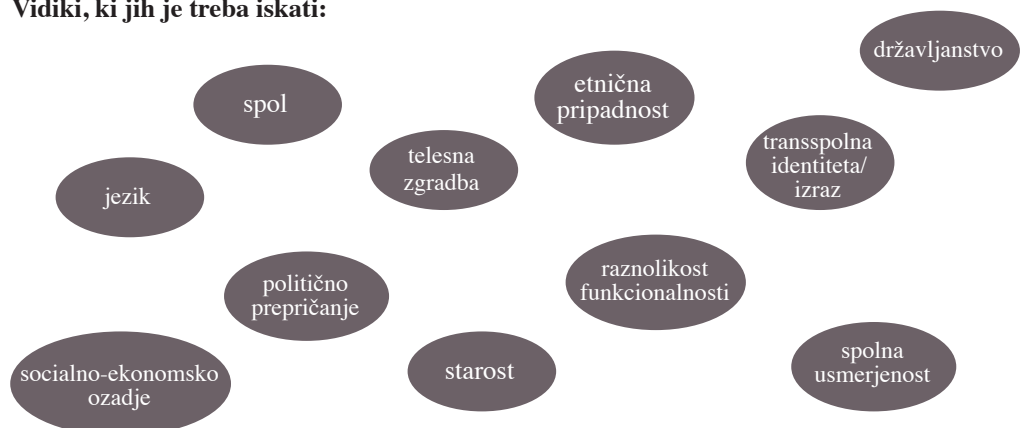 Vidiki, ki jih je treba iskati:
državljanstvo
spol
etnična
pripadnost
telesna
zgradba
transspolna
identiteta/
izraz
jezik
politično
prepričanje
raznolikost
funkcionalnosti
socialno-ekonomsko
ozadje
starost
spolna
usmerjenost